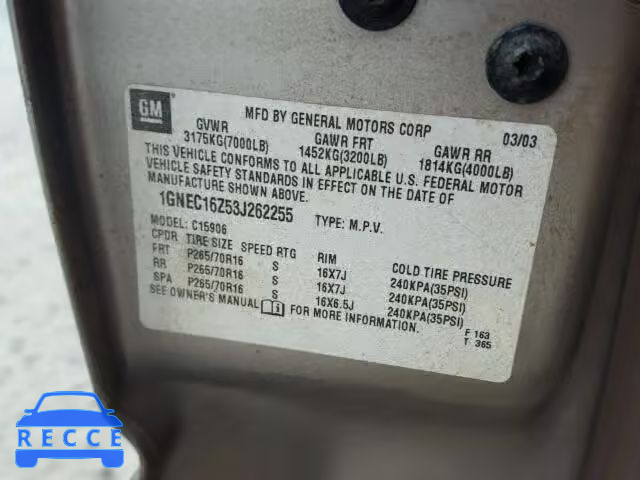 GM
MFD BY GENERAL MOTORS CORP 03/03
GVWR GAWR FRT GAWR RR
3175KG(7000LB) 1452KG(3200LB) 1814KG(4000LB)
THIS VEHICLE CONFORMS TO ALL APPLICABLE U.S. FEDERAL MOTOR
VEHICLE SAFETY STANDARDS IN EFFECT ON THE DATE OF
MANUFACTURE SHOWN ABOVE.
1GNEC16Z53J262255 TYPE: M.P.V.
MODEL: C15906
CPDR TIRE SIZE SPEED RTG RIM COLD TIRE PRESSURE
FRT P265/70R16 S 16X7J 240KPA(35PSI)
RR P265/70R16 S 16X7J 240KPA(35PSI)
SPA P265/70R16 S 16X6.5J 240KPA(35PSI)
SEE OWNER'S MANUAL FOR MORE INFORMATION.
F 163
T 365
RECCE